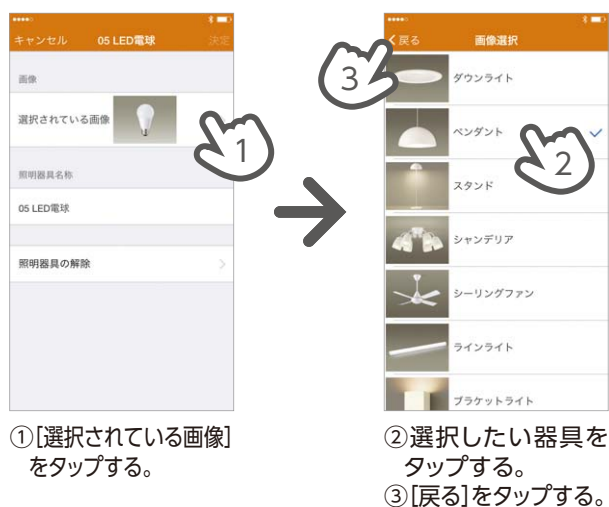 キャンセル 05 LED電球 決定
画像
選択されている画像
1
照明器具名称
05 LED電球
照明器具の解除
戻る 画像選択
3
ダウンライト
ペンダント
2
スタンド
シャンデリア
シーリングファン
ラインライト
ブラケットライト
①[選択されている画像]
をタップする。
②選択したい器具を
タップする。
③[戻る]をタップする。